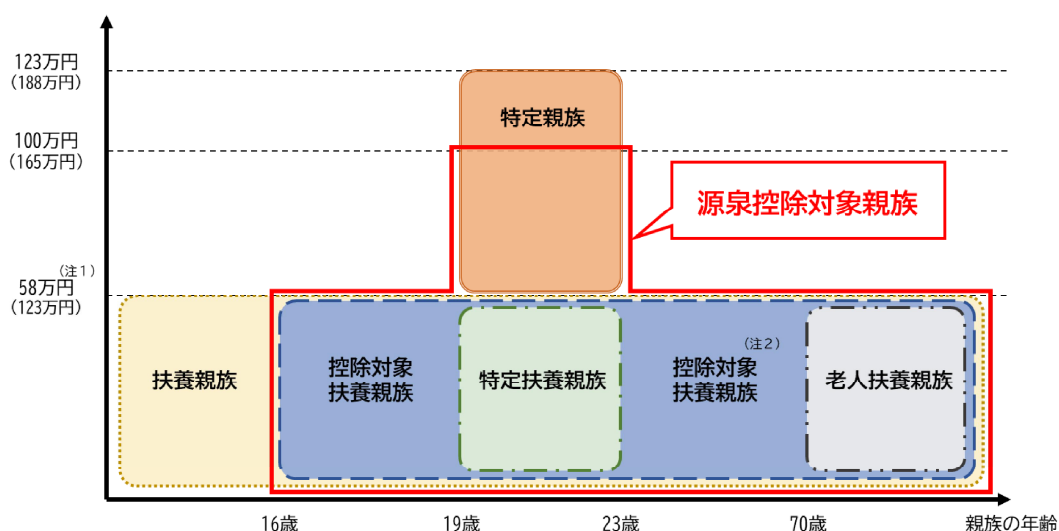 123万円
(188万円)
特定親族
100万円
(165万円)
源泉控除対象親族
(注1)
58万円
(123万円)
扶養親族
控除対象
扶養親族
特定扶養親族
(注2)
控除対象
扶養親族
老人扶養親族
16歳
19歳
23歳
70歳
親族の年齢